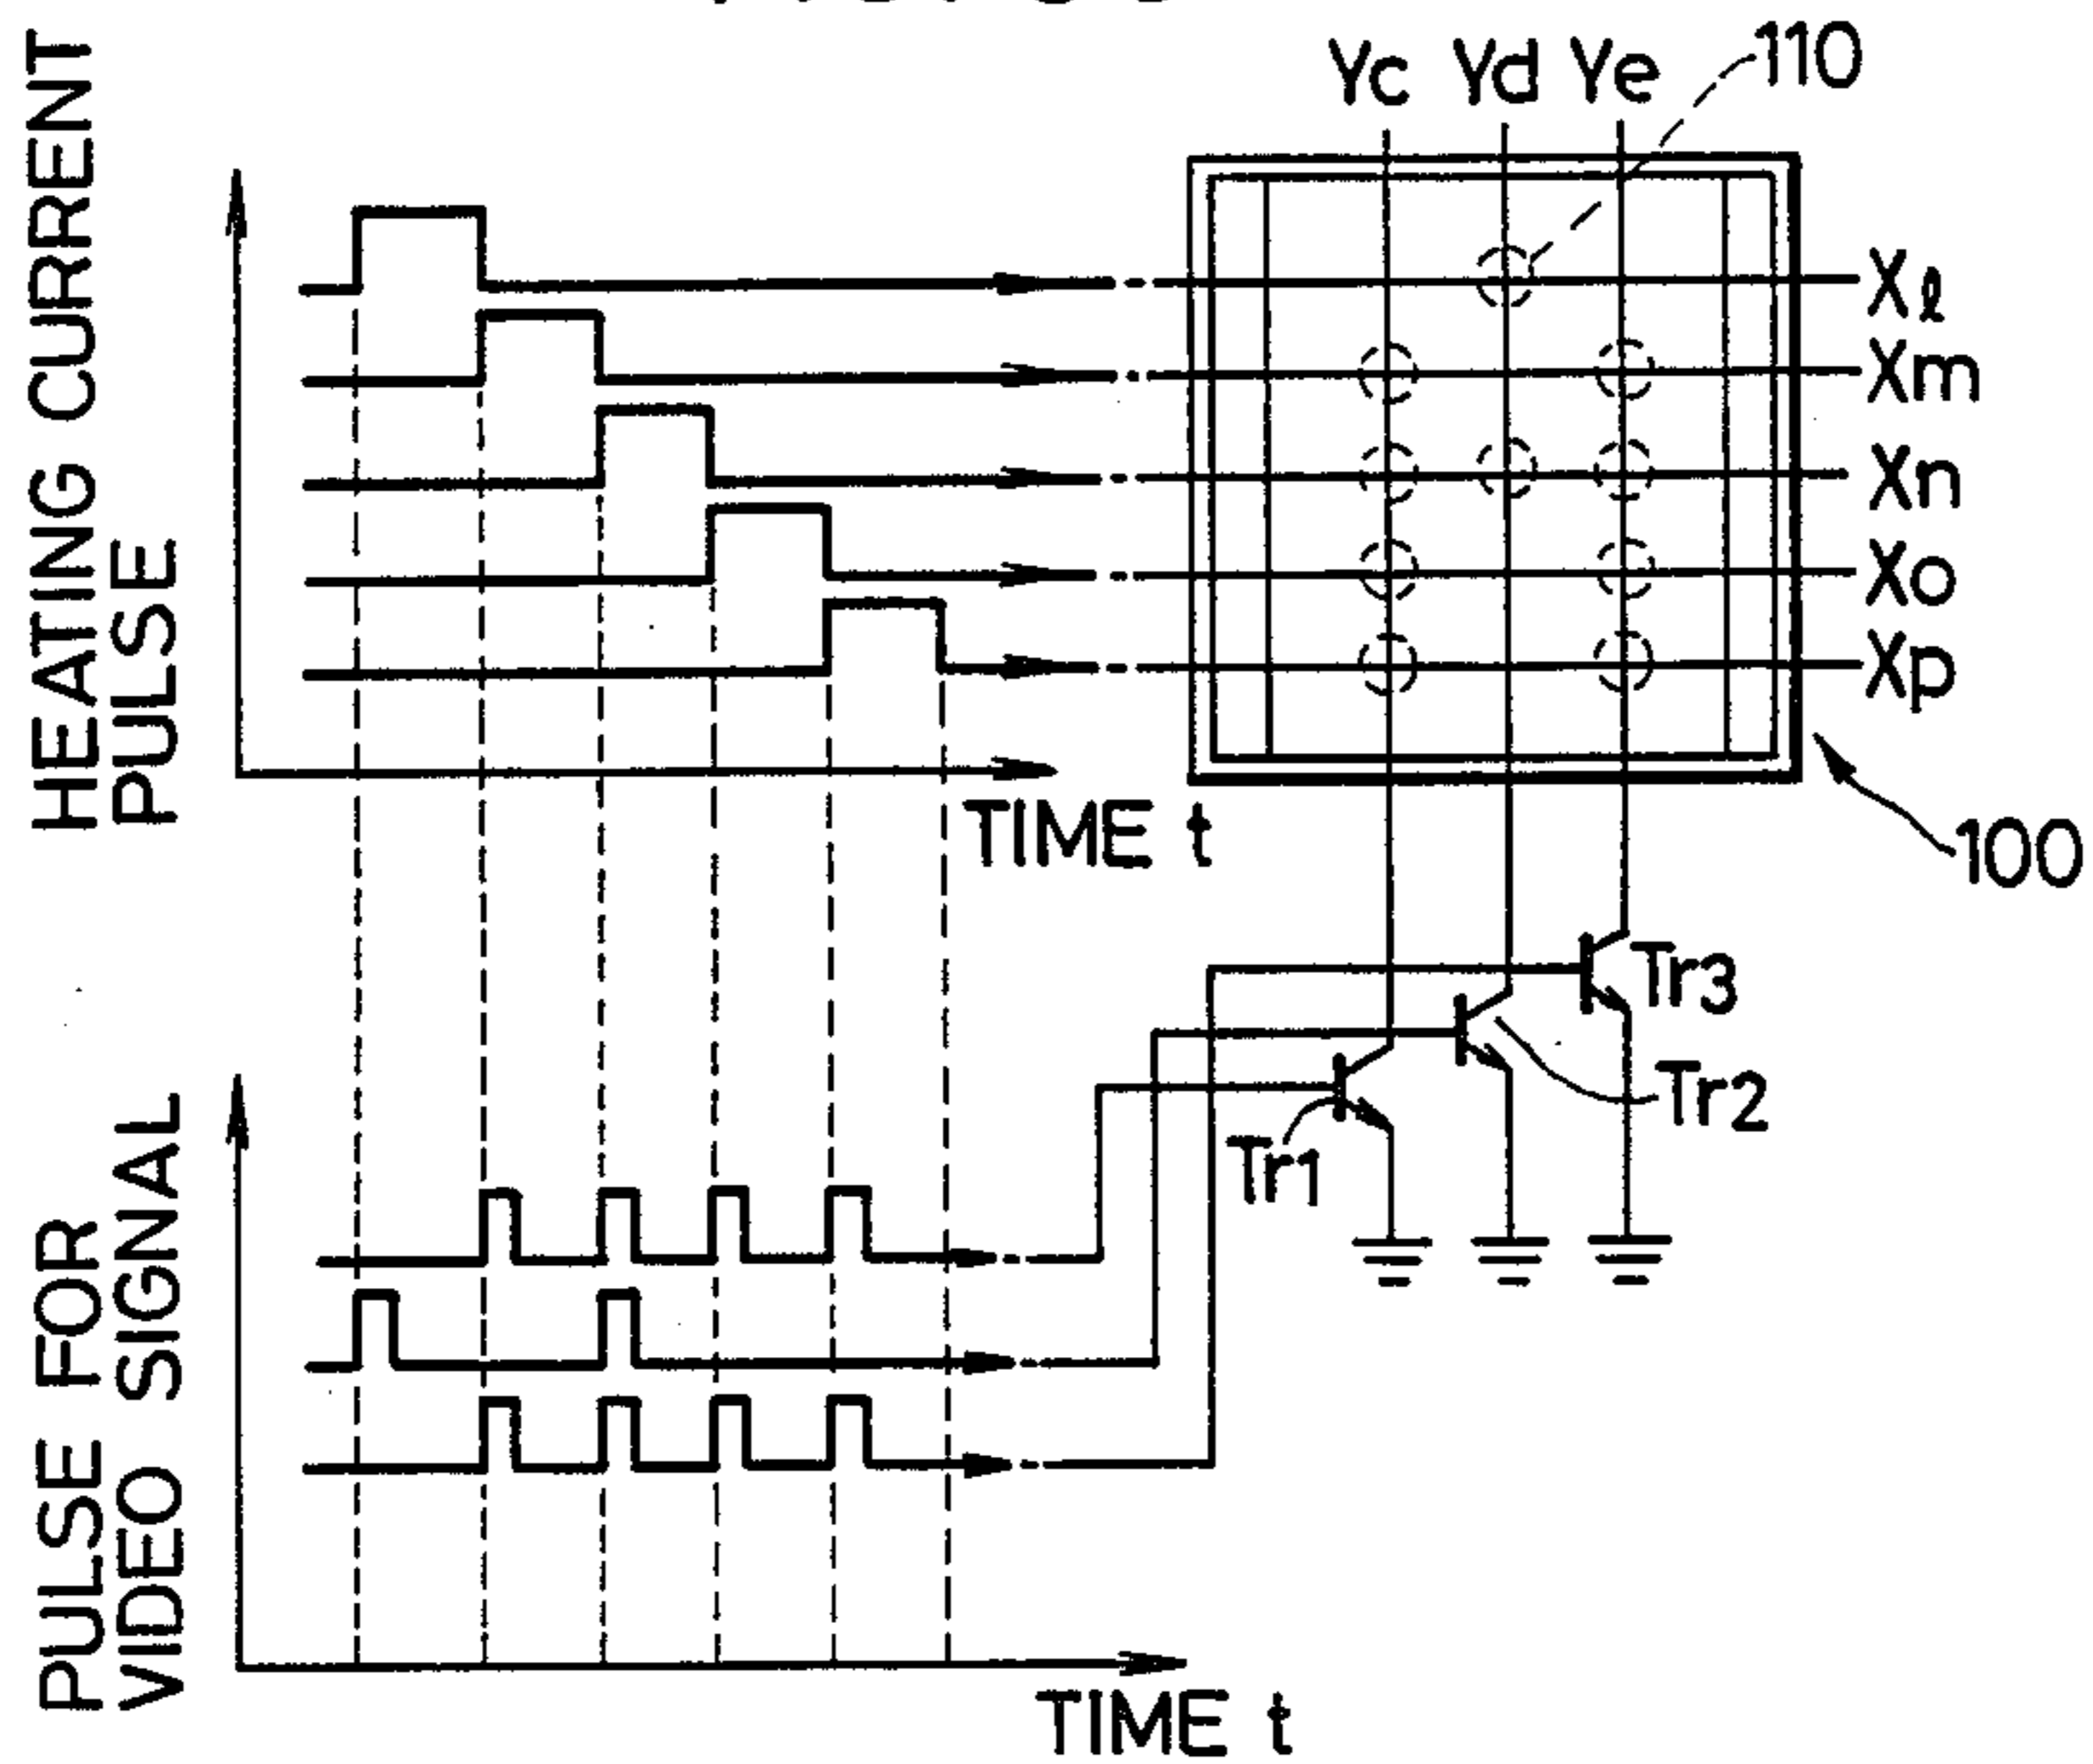 HEATING CURRENT
PULSE
Yc Yd Ye
110
Xℓ
Xm
Xn
Xo
Xp
TIME t
100
Tr3
Tr2
Tr1
PULSE FOR
VIDEO SIGNAL
TIME t